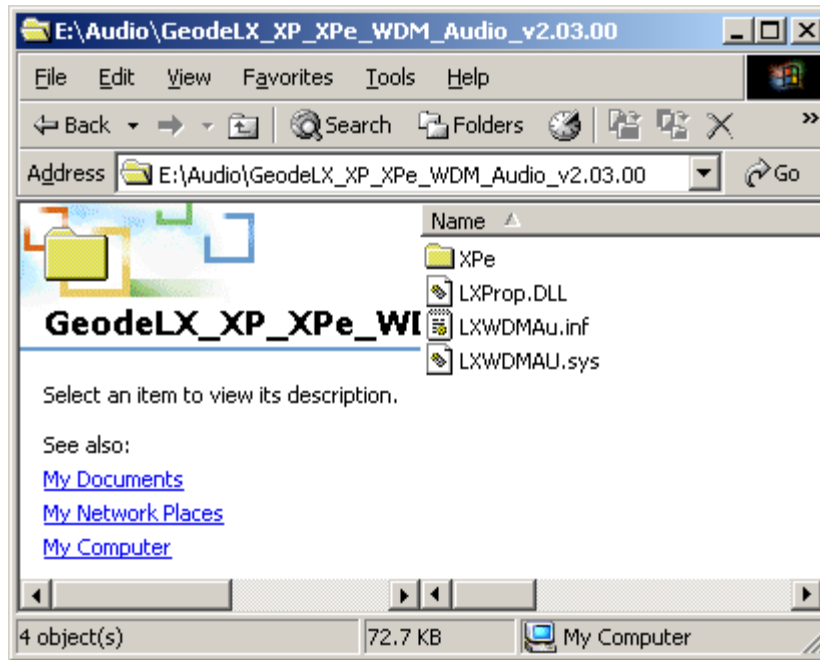 E:\Audio\GeodeLX_XP_XPe_WDM_Audio_v2.03.00
File Edit View Favorites Tools Help
Back Search Folders »
Address E:\Audio\GeodeLX_XP_XPe_WDM_Audio_v2.03.00 Go
GeodeLX_XP_XPe_WD
Select an item to view its description.
See also:
My Documents
My Network Places
My Computer
Name
XPe
LXProp.DLL
LXWDMAu.inf
LXWDMAU.sys
4 object(s) 72.7 KB My Computer